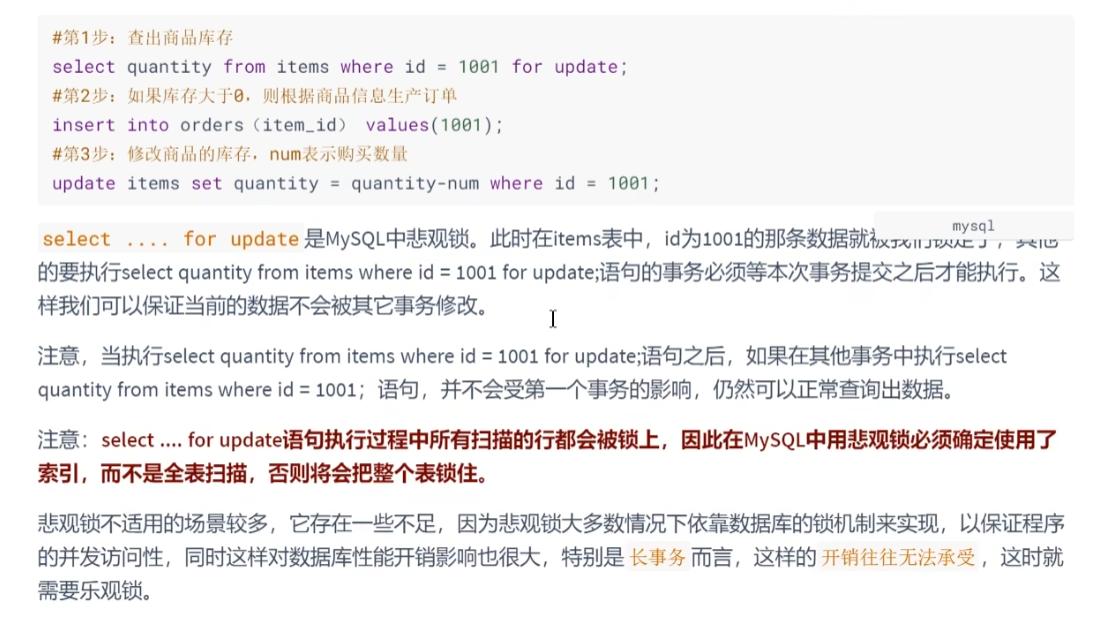 #第1步：查出商品库存
select quantity from items where id = 1001 for update;
#第2步：如果库存大于0，则根据商品信息生产订单
insert into orders（item_id） values(1001);
#第3步：修改商品的库存，num表示购买数量
update items set quantity = quantity-num where id = 1001;
mysql
select .... for update是MySQL中悲观锁。此时在items表中，id为1001的那条数据就被我们锁定了，其他
的要执行select quantity from items where id = 1001 for update;语句的事务必须等本次事务提交之后才能执行。这
样我们可以保证当前的数据不会被其它事务修改。
注意，当执行select quantity from items where id = 1001 for update;语句之后，如果在其他事务中执行select
quantity from items where id = 1001；语句，并不会受第一个事务的影响，仍然可以正常查询出数据。
注意：select .... for update语句执行过程中所有扫描的行都会被锁上，因此在MySQL中用悲观锁必须确定使用了
索引，而不是全表扫描，否则将会把整个表锁住。
悲观锁不适用的场景较多，它存在一些不足，因为悲观锁大多数情况下依靠数据库的锁机制来实现，以保证程序
的并发访问性，同时这样对数据库性能开销影响也很大，特别是长事务而言，这样的开销往往无法承受，这时就
需要乐观锁。